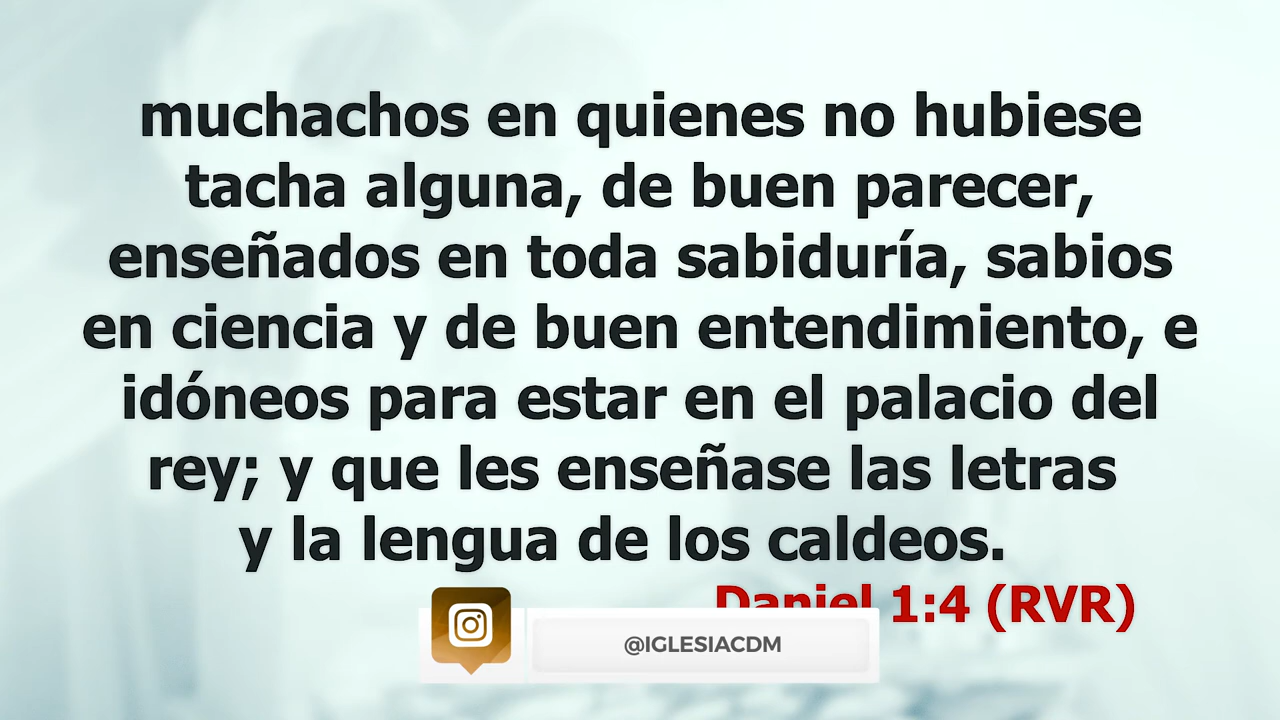 muchachos en quienes no hubiese
tacha alguna, de buen parecer,
enseñados en toda sabiduría, sabios
en ciencia y de buen entendimiento, e
idóneos para estar en el palacio del
rey; y que les enseñase las letras
y la lengua de los caldeos.
Daniel 1:4 (RVR)
@IGLESIACDM